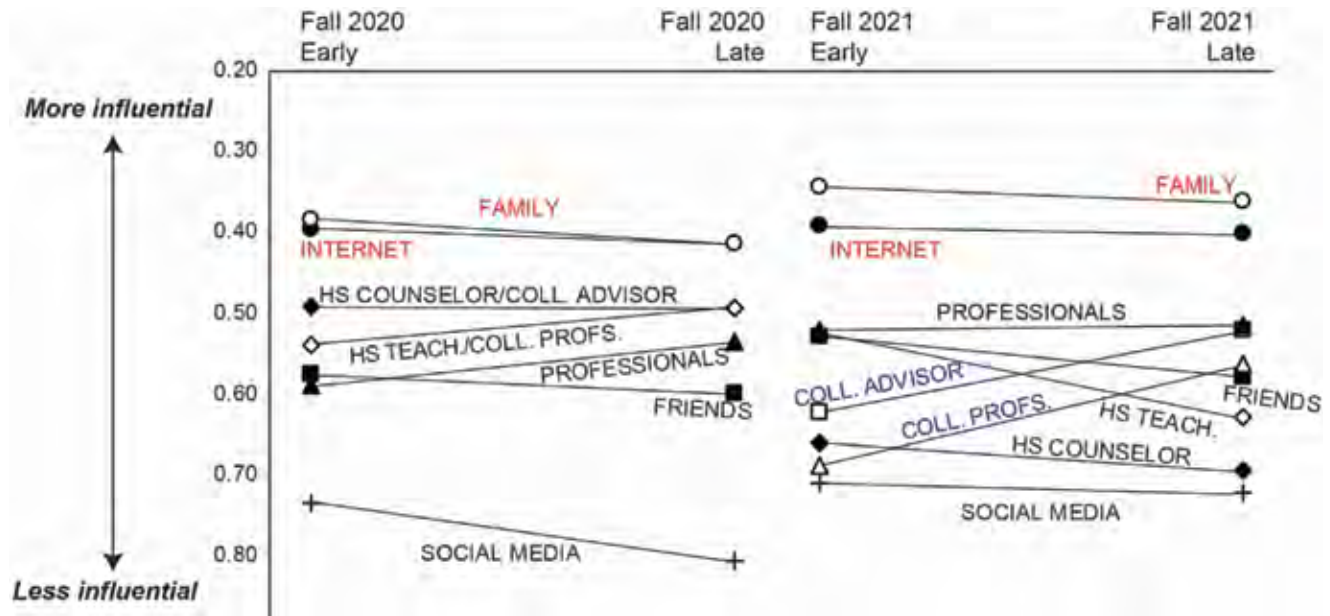 Fall 2020
Early
Fall 2020
Late
Fall 2021
Early
Fall 2021
Late
0.20
More influential
0.30
0.40
0.50
0.60
0.70
0.80
Less influential
FAMILY
INTERNET
HS COUNSELOR/COLL. ADVISOR
HS TEACH./COLL. PROFS.
PROFESSIONALS
FRIENDS
SOCIAL MEDIA
FAMILY
INTERNET
PROFESSIONALS
COLL. ADVISOR
COLL. PROFS.
FRIENDS
HS TEACH.
HS COUNSELOR
SOCIAL MEDIA